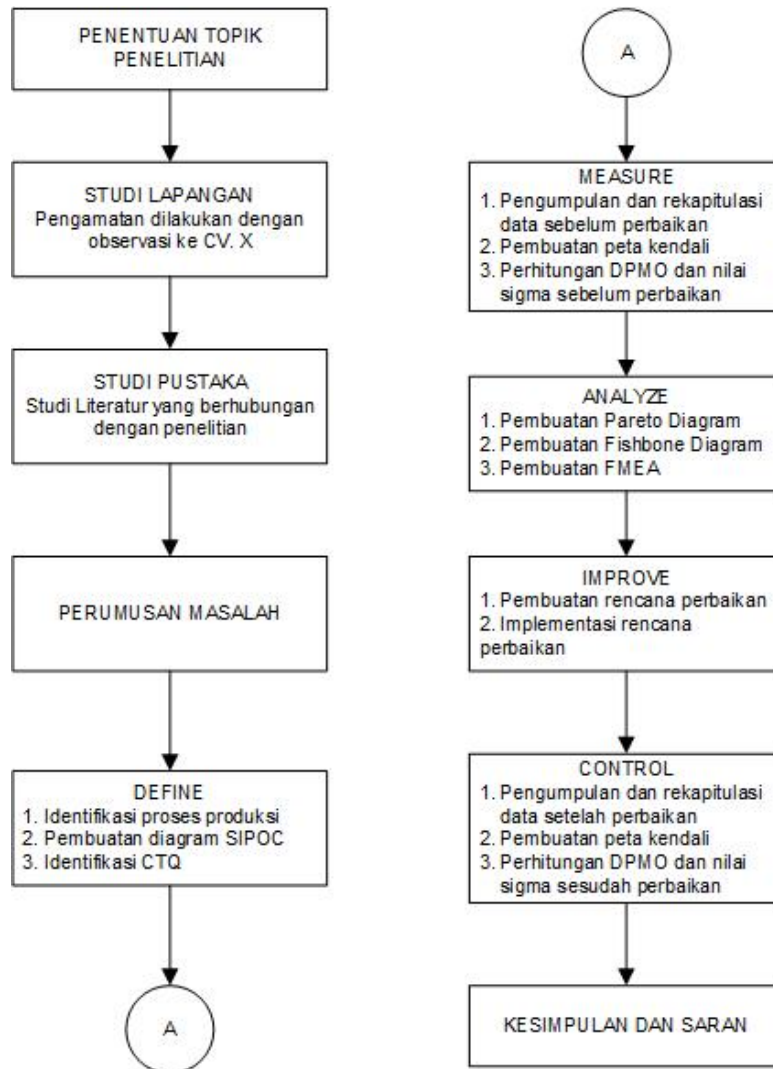 PENENTUAN TOPIK
PENELITIAN
STUDI LAPANGAN
Pengamatan dilakukan dengan
observasi ke CV. X
STUDI PUSTAKA
Studi Literatur yang berhubungan
dengan penelitian
PERUMUSAN MASALAH
DEFINE
1. Identifikasi proses produksi
2. Pembuatan diagram SIPOC
3. Identifikasi CTQ
A
A
MEASURE
1. Pengumpulan dan rekapitulasi
data sebelum perbaikan
2. Pembuatan peta kendali
3. Perhitungan DPMO dan nilai
sigma sebelum perbaikan
ANALYZE
1. Pembuatan Pareto Diagram
2. Pembuatan Fishbone Diagram
3. Pembuatan FMEA
IMPROVE
1. Pembuatan rencana perbaikan
2. Implementasi rencana
perbaikan
CONTROL
1. Pengumpulan dan rekapitulasi
data setelah perbaikan
2. Pembuatan peta kendali
3. Perhitungan DPMO dan nilai
sigma sesudah perbaikan
KESIMPULAN DAN SARAN